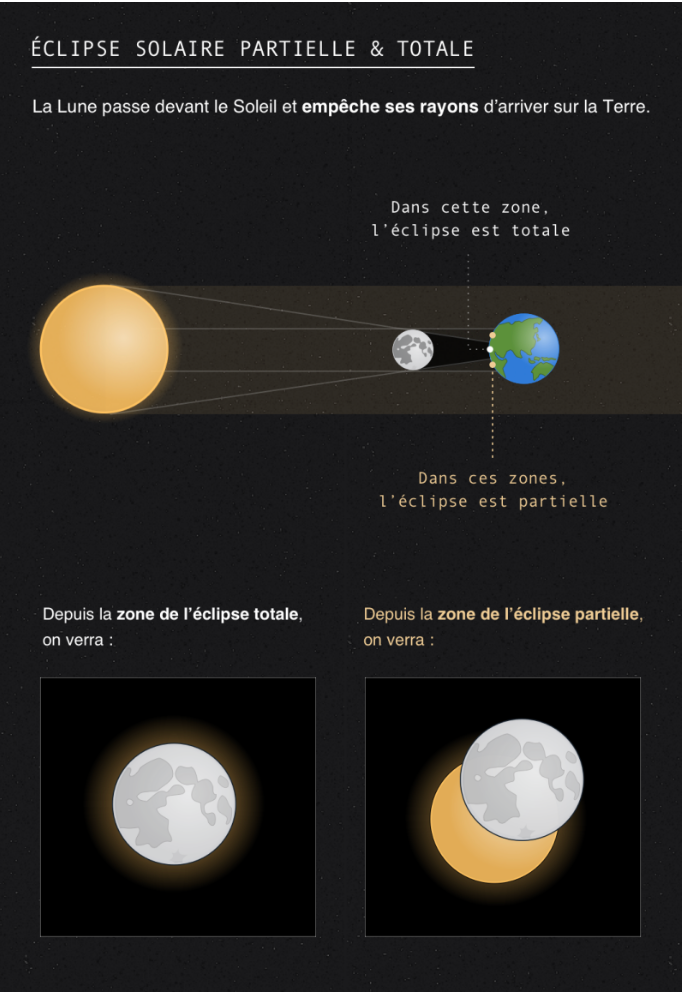 ÉCLIPSE SOLAIRE PARTIELLE & TOTALE
La Lune passe devant le Soleil et empêche ses rayons d'arriver sur la Terre.
Dans cette zone,
l'éclipse est totale
Dans ces zones,
l'éclipse est partielle
Depuis la zone de l'éclipse totale,
on verra :
Depuis la zone de l'éclipse partielle,
on verra :